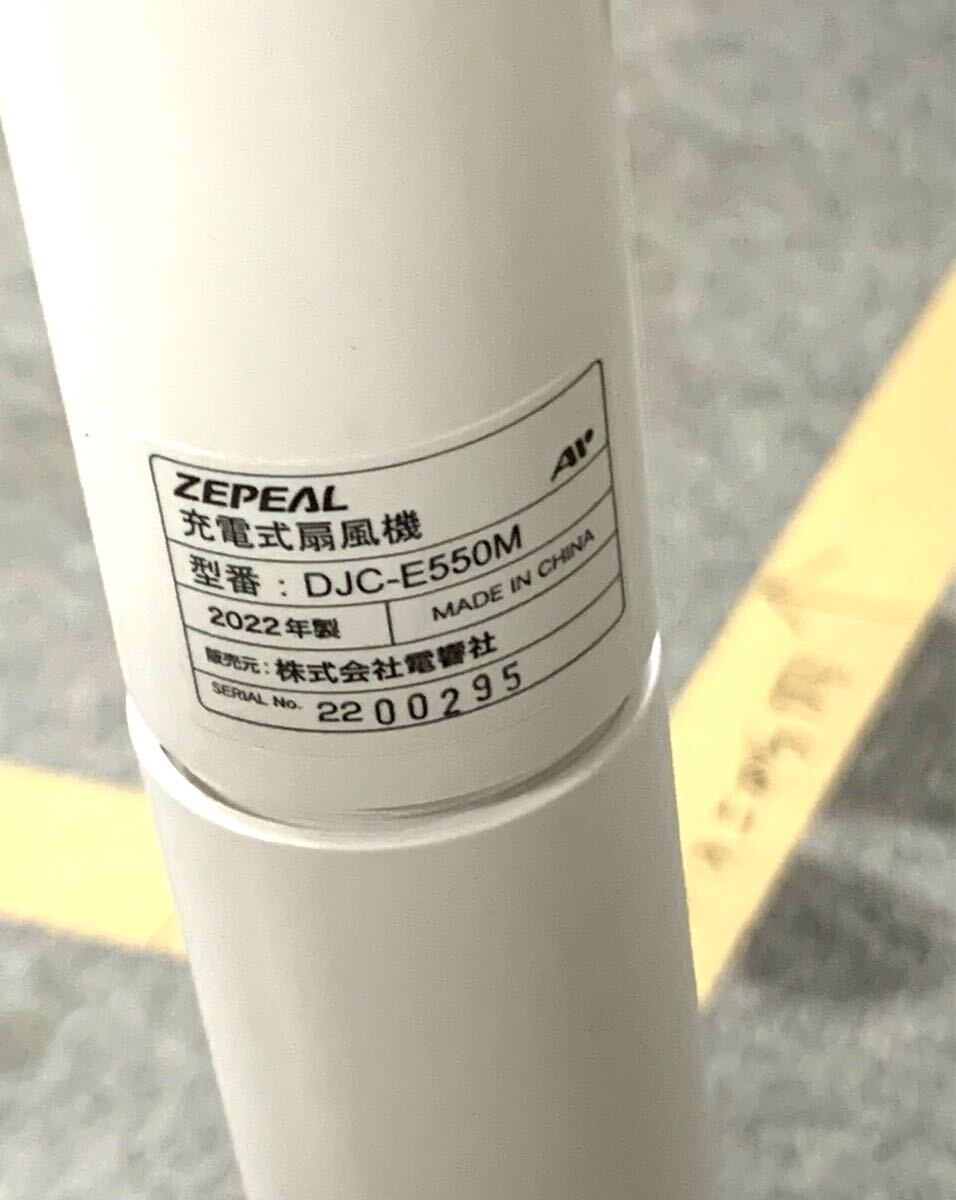 ZEPEAL
充電式扇風機
型番 : DJC-E550M
2022年製
MADE IN CHINA
販売元 : 株式会社電響社
SERIAL No. 2200295